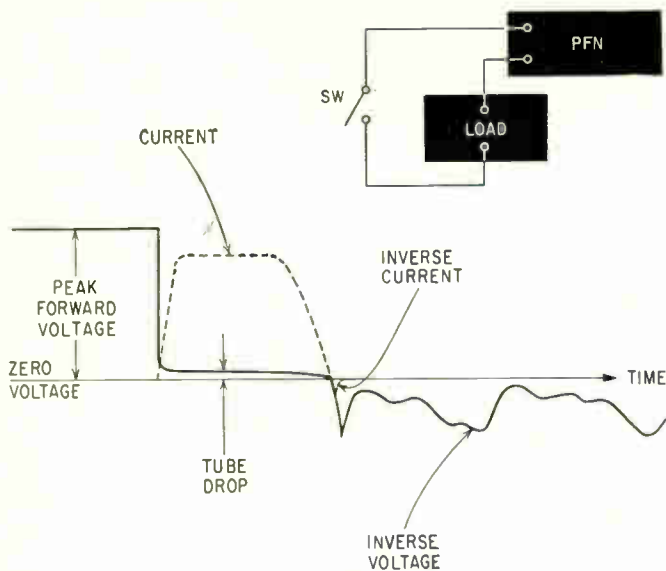 PFN
SW
LOAD
CURRENT
INVERSE
CURRENT
PEAK
FORWARD
VOLTAGE
ZERO
VOLTAGE
TIME
TUBE
DROP
INVERSE
VOLTAGE